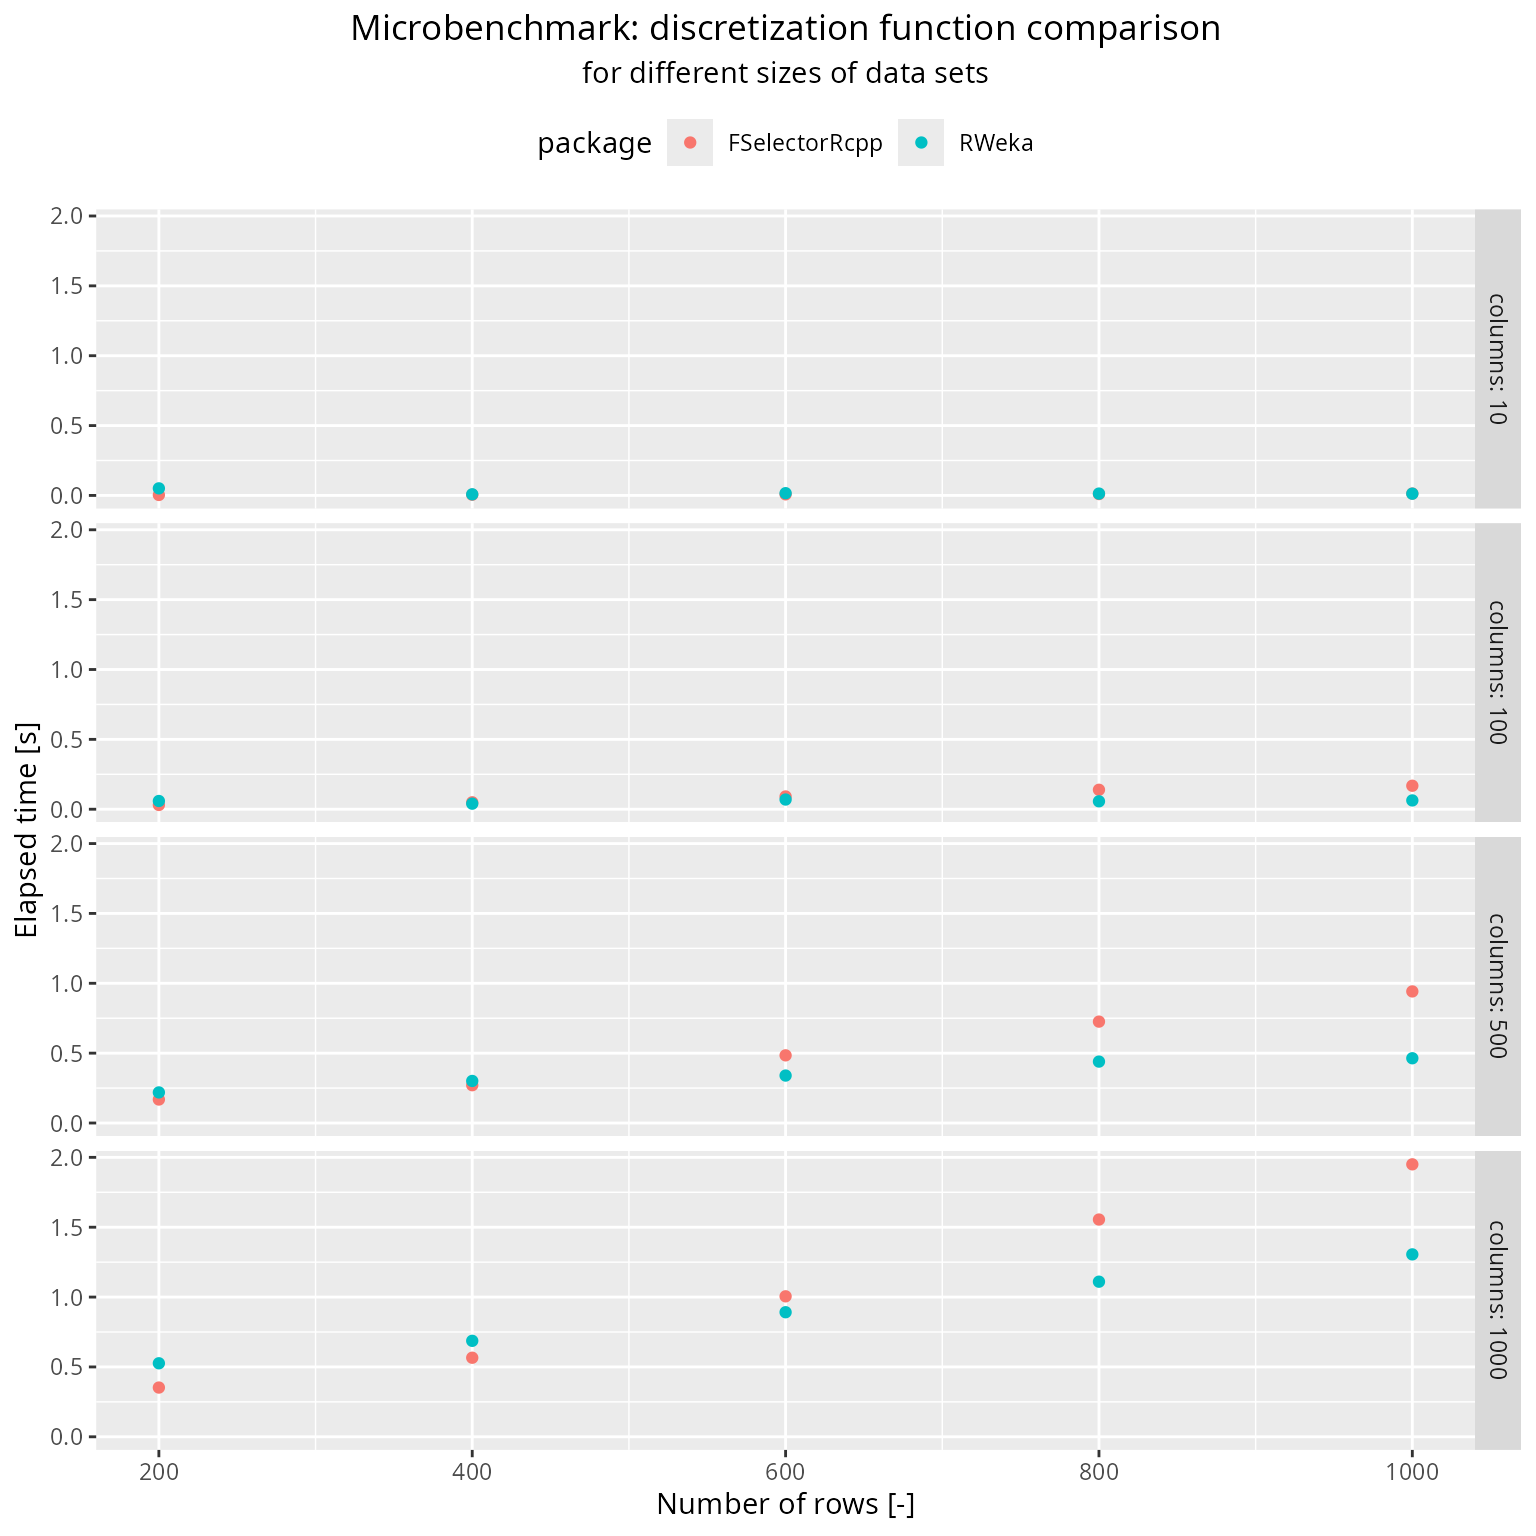 Microbenchmark: discretization function comparison
for different sizes of data sets
package FSelectorRcpp RWeka
2.0
1.5
1.0
0.5
0.0
columns: 10
2.0
1.5
1.0
0.5
0.0
columns: 100
Elapsed time [s]
2.0
1.5
1.0
0.5
0.0
columns: 500
2.0
1.5
1.0
0.5
0.0
columns: 1000
200 400 600 800 1000
Number of rows [-]